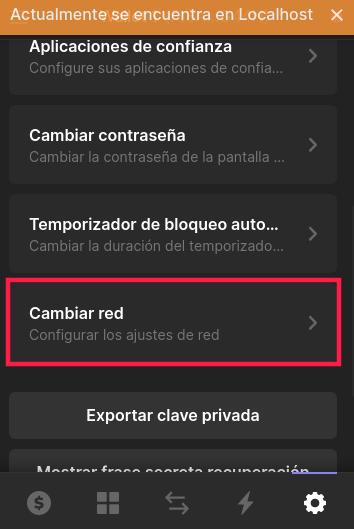 Actualmente se encuentra en Localhost
Aplicaciones de confianza
Configure sus aplicaciones de confia...
Cambiar contraseña
Cambiar la contraseña de la pantalla ...
Temporizador de bloqueo auto...
Cambiar la duración del temporizado...
Cambiar red
Configurar los ajustes de red
Exportar clave privada
Mostrar frase secreta recuperación